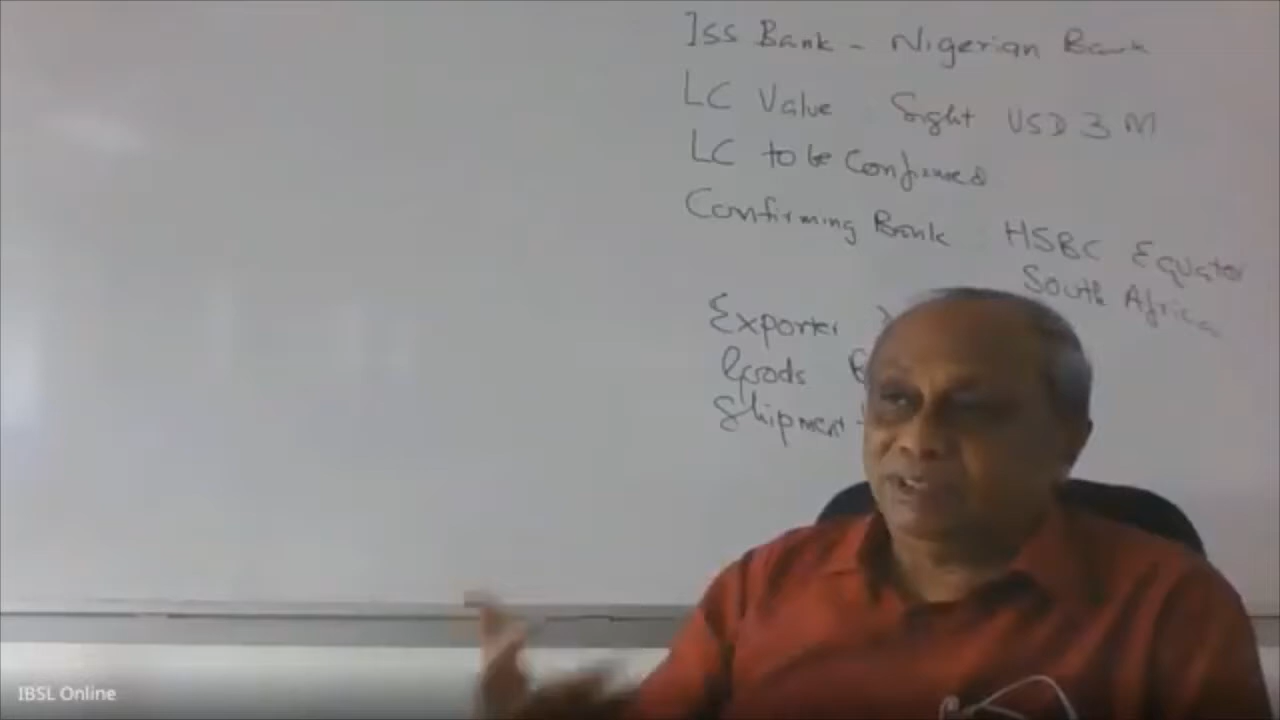 Iss Bank - Nigerian Bank
LC Value Sight USD 3 M
LC to be Confirmed
Confirming Bank HSBC Equator
South Africa
Exporter
Goods
Shipment -
IBSL Online